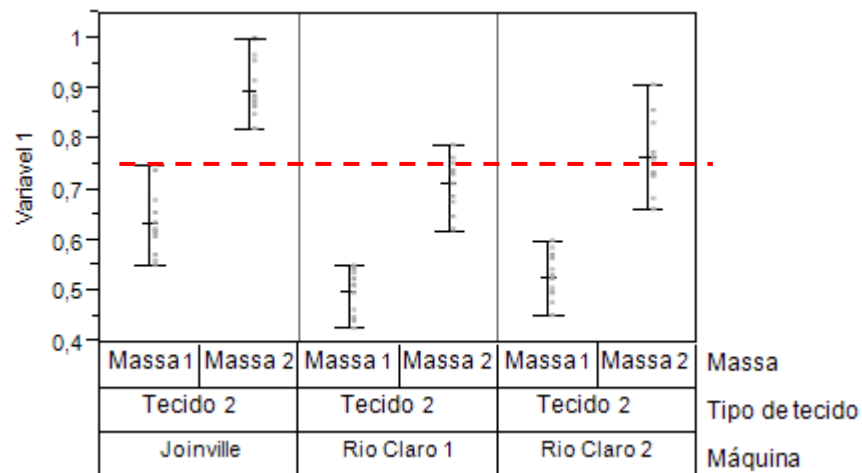 Variavel 1
1
0,9
0,8
0,7
0,6
0,5
0,4
Massa 1 Massa 2 Massa 1 Massa 2 Massa 1 Massa 2 Massa
Tecido 2 Tecido 2 Tecido 2 Tipo de tecido
Joinville Rio Claro 1 Rio Claro 2 Máquina